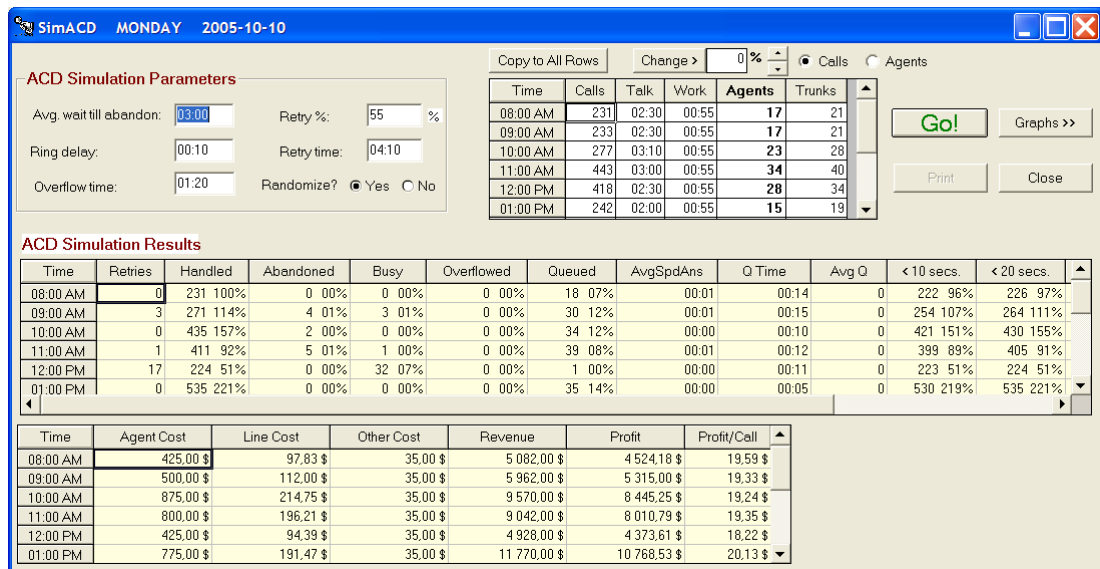 SimACD MONDAY 2005-10-10
Copy to All Rows Change > 0 % Calls Agents
ACD Simulation Parameters
Avg. wait till abandon: 03:00 Retry %: 55 %
Ring delay: 00:10 Retry time: 04:10
Overflow time: 01:20 Randomize? Yes No
Time Calls Talk Work Agents Trunks
08:00 AM 231 02:30 00:55 17 21
09:00 AM 233 02:30 00:55 17 21
10:00 AM 277 03:10 00:55 23 28
11:00 AM 443 03:00 00:55 34 40
12:00 PM 418 02:30 00:55 28 34
01:00 PM 242 02:00 00:55 15 19
Go! Graphs >>
Print Close
ACD Simulation Results
Time Retries Handled Abandoned Busy Overflowed Queued AvgSpdAns Q Time Avg Q < 10 secs. < 20 secs.
08:00 AM 0 231 100% 0 00% 0 00% 0 00% 18 07% 00:01 00:14 0 222 96% 226 97%
09:00 AM 3 271 114% 4 01% 3 01% 0 00% 30 12% 00:01 00:15 0 254 107% 264 111%
10:00 AM 0 435 157% 2 00% 0 00% 0 00% 34 12% 00:00 00:10 0 421 151% 430 155%
11:00 AM 1 411 92% 5 01% 1 00% 0 00% 39 08% 00:01 00:12 0 399 89% 405 91%
12:00 PM 17 224 51% 0 00% 32 07% 0 00% 1 00% 00:00 00:11 0 223 51% 224 51%
01:00 PM 0 535 221% 0 00% 0 00% 0 00% 35 14% 00:00 00:05 0 530 219% 535 221%
Time Agent Cost Line Cost Other Cost Revenue Profit Profit/Call
08:00 AM 425,00 $ 97,83 $ 35,00 $ 5 082,00 $ 4 524,18 $ 19,59 $
09:00 AM 500,00 $ 112,00 $ 35,00 $ 5 962,00 $ 5 315,00 $ 19,33 $
10:00 AM 875,00 $ 214,75 $ 35,00 $ 9 570,00 $ 8 445,25 $ 19,24 $
11:00 AM 800,00 $ 196,21 $ 35,00 $ 9 042,00 $ 8 010,79 $ 19,35 $
12:00 PM 425,00 $ 94,39 $ 35,00 $ 4 928,00 $ 4 373,61 $ 18,22 $
01:00 PM 775,00 $ 191,47 $ 35,00 $ 11 770,00 $ 10 768,53 $ 20,13 $